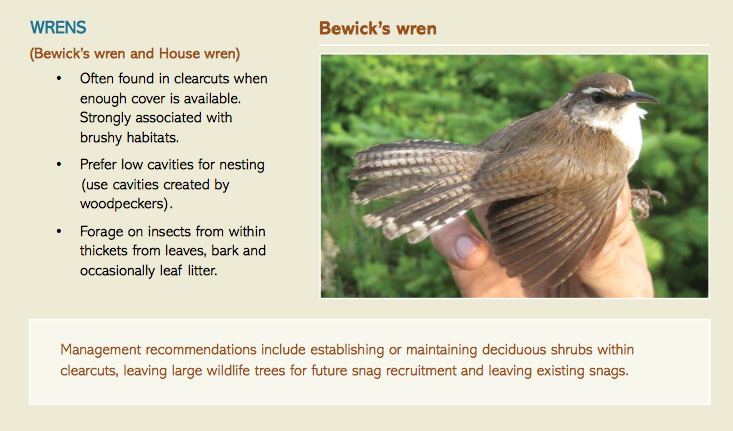 WRENS
(Bewick's wren and House wren)
• Often found in clearcuts when
enough cover is available.
Strongly associated with
brushy habitats.
• Prefer low cavities for nesting
(use cavities created by
woodpeckers).
• Forage on insects from within
thickets from leaves, bark and
occasionally leaf litter.
Bewick's wren
Management recommendations include establishing or maintaining deciduous shrubs within
clearcuts, leaving large wildlife trees for future snag recruitment and leaving existing snags.